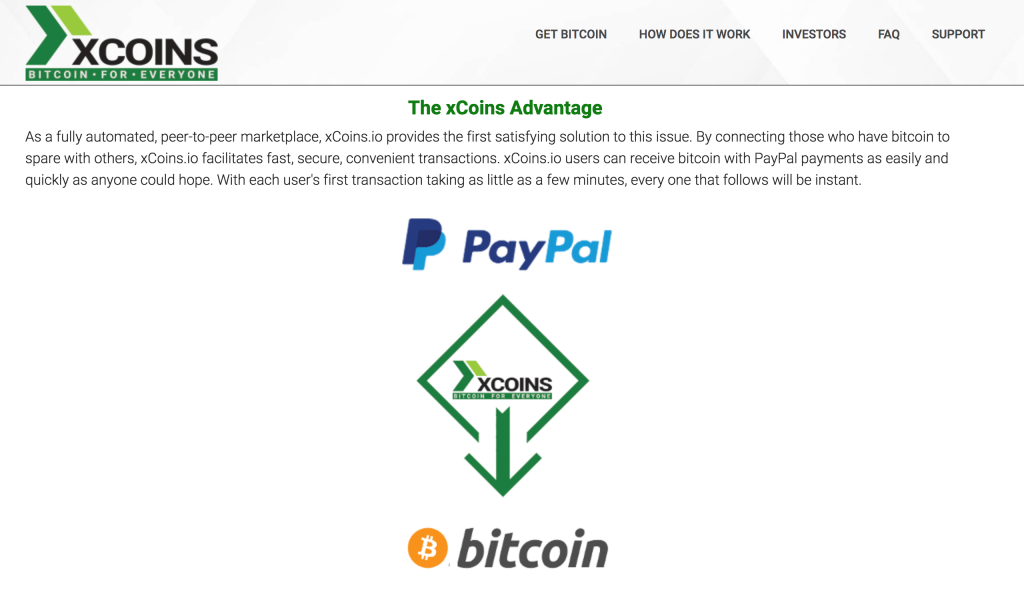 XCOINS
BITCOIN • FOR • EVERYONE
GET BITCOIN HOW DOES IT WORK INVESTORS FAQ SUPPORT
The xCoins Advantage
As a fully automated, peer-to-peer marketplace, xCoins.io provides the first satisfying solution to this issue. By connecting those who have bitcoin to
spare with others, xCoins.io facilitates fast, secure, convenient transactions. xCoins.io users can receive bitcoin with PayPal payments as easily and
quickly as anyone could hope. With each user's first transaction taking as little as a few minutes, every one that follows will be instant.
PayPal
XCOINS
BITCOIN FOR EVERYONE
bitcoin